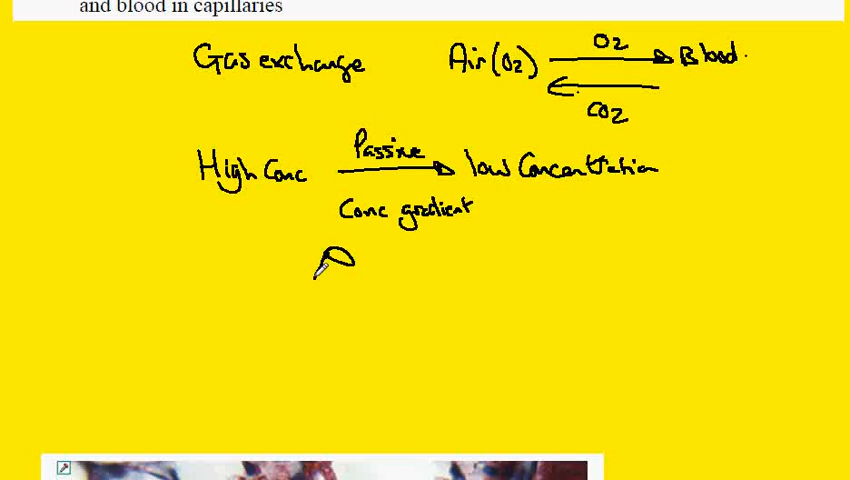 and blood in capillaries
Gas exchange Air (O2) O2 Blood.
CO2
High Conc Passive low Concentration
Conc gradient